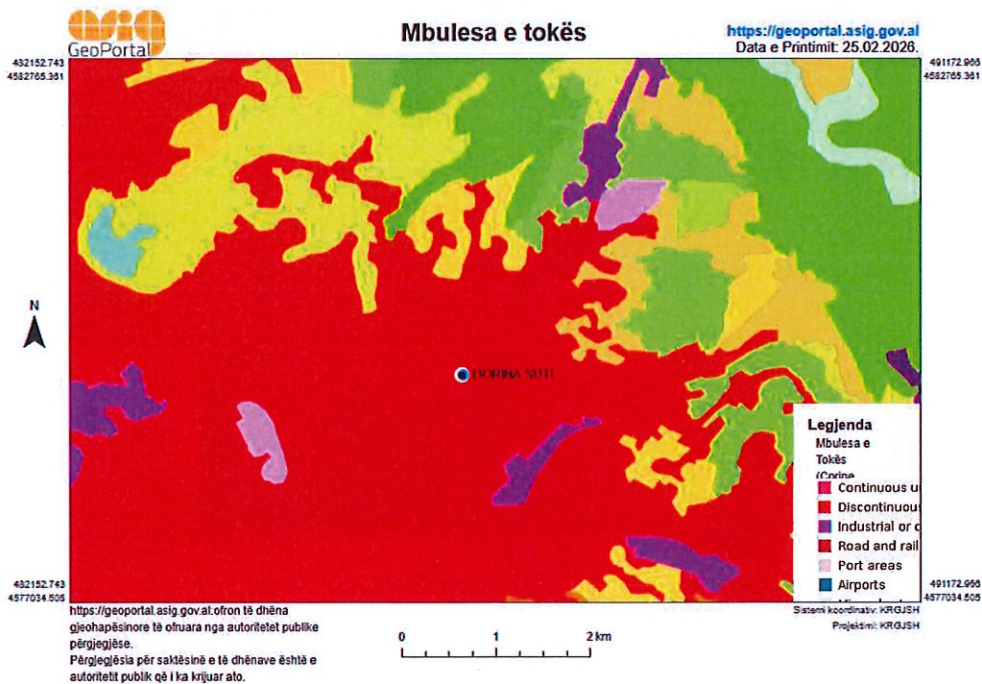 asig
GeoPortal
Mbulesa e tokës
https://geoportal.asig.gov.al
Data e Printimit: 25.02.2026.
432152.743
4582765.361
491172.966
4582765.361
N
DORINA
Legjenda
Mbulesa e
Tokës
(Corine
Continuous u
Discontinuous
Industrial or c
Road and rail
Port areas
Airports
432152.743
4577034.505
491172.966
4577034.505
https://geoportal.asig.gov.al:ofron të dhëna
gjeohapësinore të ofruara nga autoritetet publike
përgjegjëse.
Përgjegjësia për saktësinë e të dhënave është e
autoritetit publik që i ka krijuar ato.
0 1 2 km
Sistemi koordinativ: KRGJSH
Projeksimi: KRGJSH